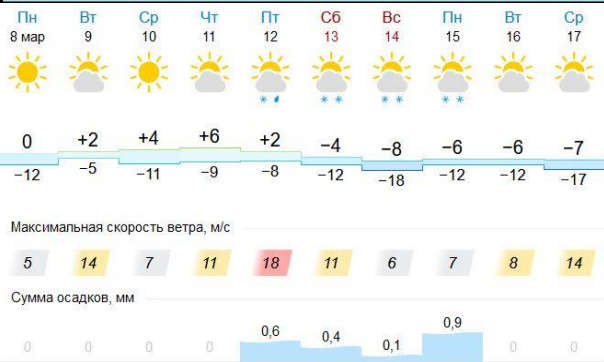 Пн Вт Ср Чт Пт Сб Вс Пн Вт Ср
8 мар 9 10 11 12 13 14 15 16 17
0 +2 +4 +6 +2 −4 −8 −6 −6 −7
−12 −5 −11 −9 −8 −12 −18 −12 −12 −17
Максимальная скорость ветра, м/с
5 14 7 11 18 11 6 7 8 14
Сумма осадков, мм
0 0 0 0 0,6 0,4 0,1 0,9 0 0